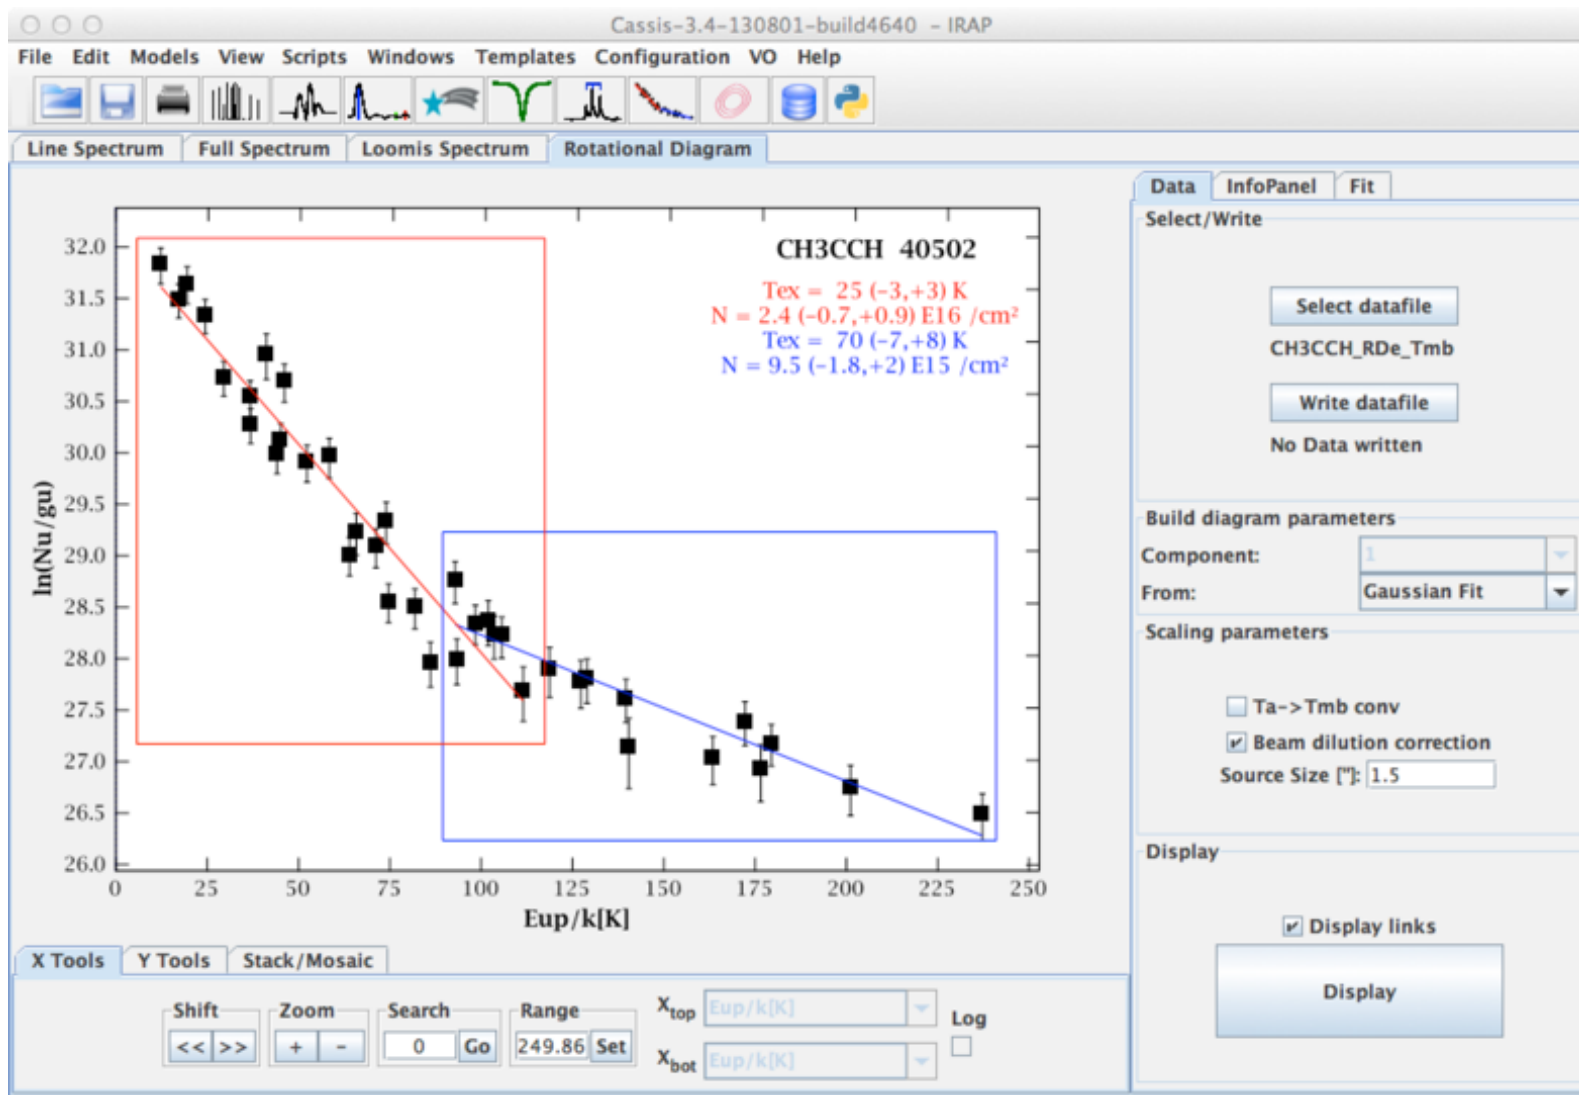 Cassis-3.4-130801-build4640 - IRAP
File Edit Models View Scripts Windows Templates Configuration VO Help
Line Spectrum Full Spectrum Loomis Spectrum Rotational Diagram
Data InfoPanel Fit
Select/Write
Select datafile
CH3CCH_RDe_Tmb
Write datafile
No Data written
Build diagram parameters
Component: 1
From: Gaussian Fit
Scaling parameters
Ta->Tmb conv
Beam dilution correction
Source Size ["]: 1.5
Display
Display links
Display
CH3CCH 40502
Tex = 25 (-3,+3) K
N = 2.4 (-0.7,+0.9) E16 /cm²
Tex = 70 (-7,+8) K
N = 9.5 (-1.8,+2) E15 /cm²
ln(Nu/gu)
32.0
31.5
31.0
30.5
30.0
29.5
29.0
28.5
28.0
27.5
27.0
26.5
26.0
0 25 50 75 100 125 150 175 200 225 250
Eup/k[K]
X Tools Y Tools Stack/Mosaic
Shift Zoom Search Range
<< >> + - 0 Go 249.86 Set
Xtop Eup/k[K]
Xbot Eup/k[K]
Log